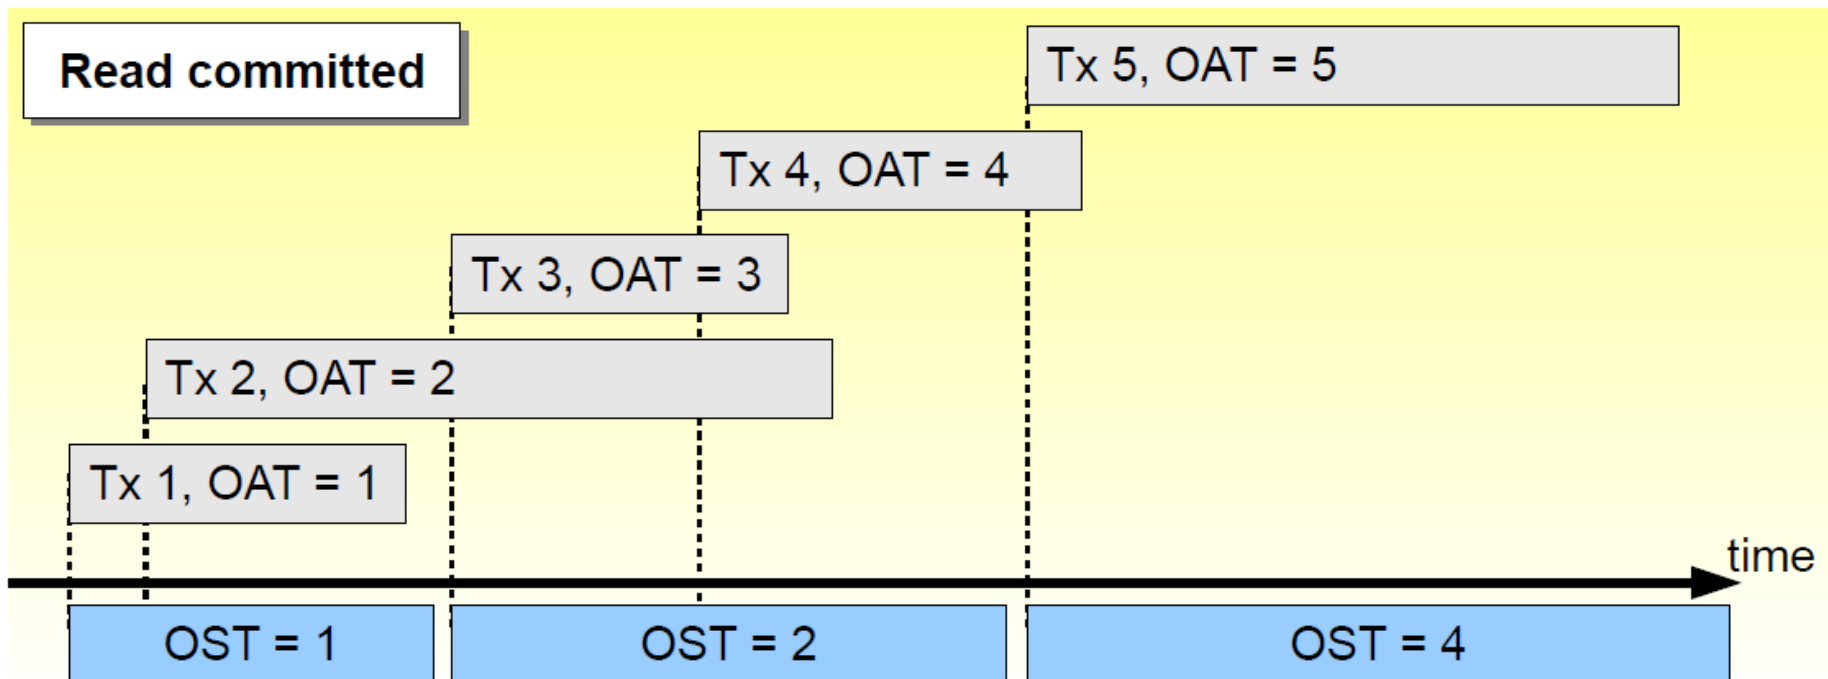 Read committed
Tx 5, OAT = 5
Tx 4, OAT = 4
Tx 3, OAT = 3
Tx 2, OAT = 2
Tx 1, OAT = 1
time
OST = 1
OST = 2
OST = 4